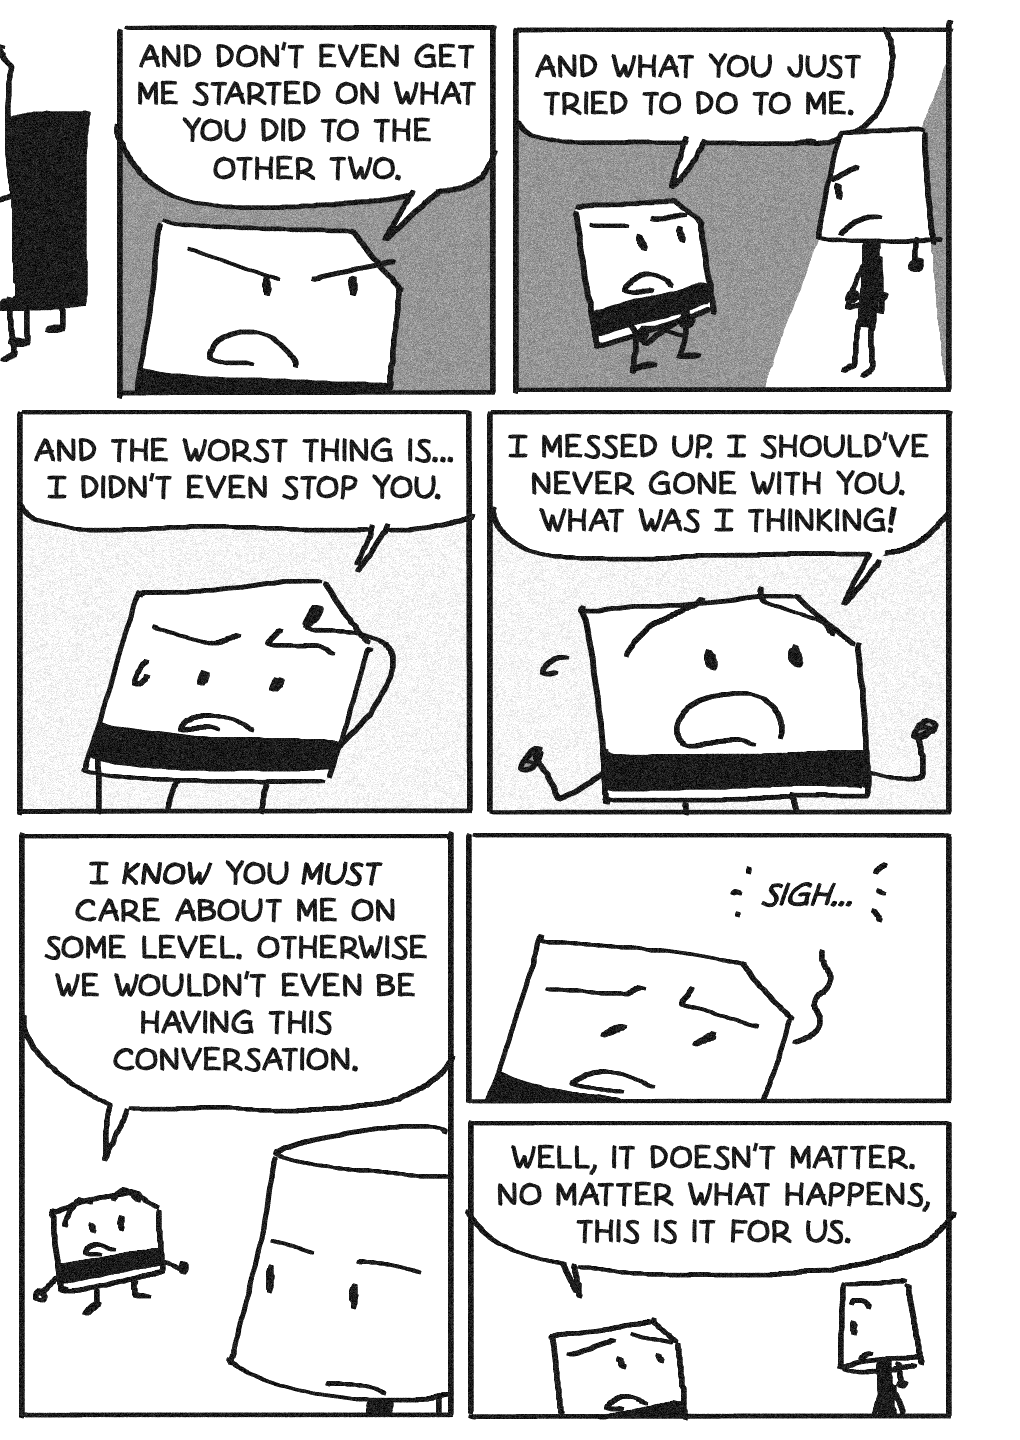 AND DON'T EVEN GET
ME STARTED ON WHAT
YOU DID TO THE
OTHER TWO.
AND WHAT YOU JUST
TRIED TO DO TO ME.
AND THE WORST THING IS...
I DIDN'T EVEN STOP YOU.
I MESSED UP. I SHOULD'VE
NEVER GONE WITH YOU.
WHAT WAS I THINKING!
I KNOW YOU MUST
CARE ABOUT ME ON
SOME LEVEL. OTHERWISE
WE WOULDN'T EVEN BE
HAVING THIS
CONVERSATION.
SIGH...
WELL, IT DOESN'T MATTER.
NO MATTER WHAT HAPPENS,
THIS IS IT FOR US.